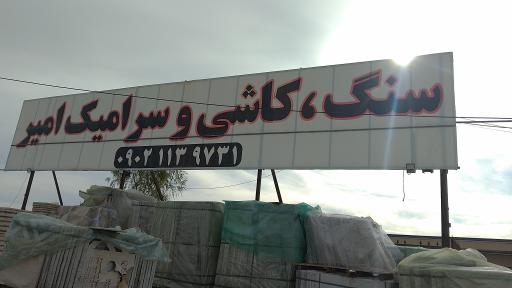 سنگ، کاشی و سرامیک امیر
۰۹۰۲ ۱۱۳ ۹۷۳۱